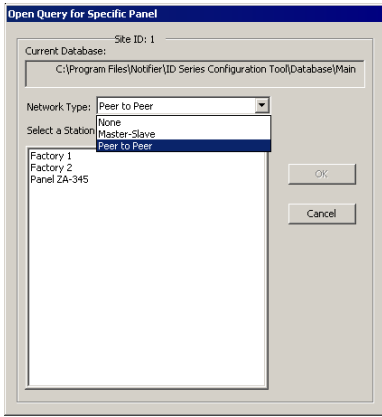 Open Query for Specific Panel
Site ID: 1
Current Database:
C:\Program Files\Notifier\ID Series Configuration Tool\Database\Main
Network Type: Peer to Peer
None
Master-Slave
Peer to Peer
Select a Station
Factory 1
Factory 2
Panel ZA-345
OK
Cancel